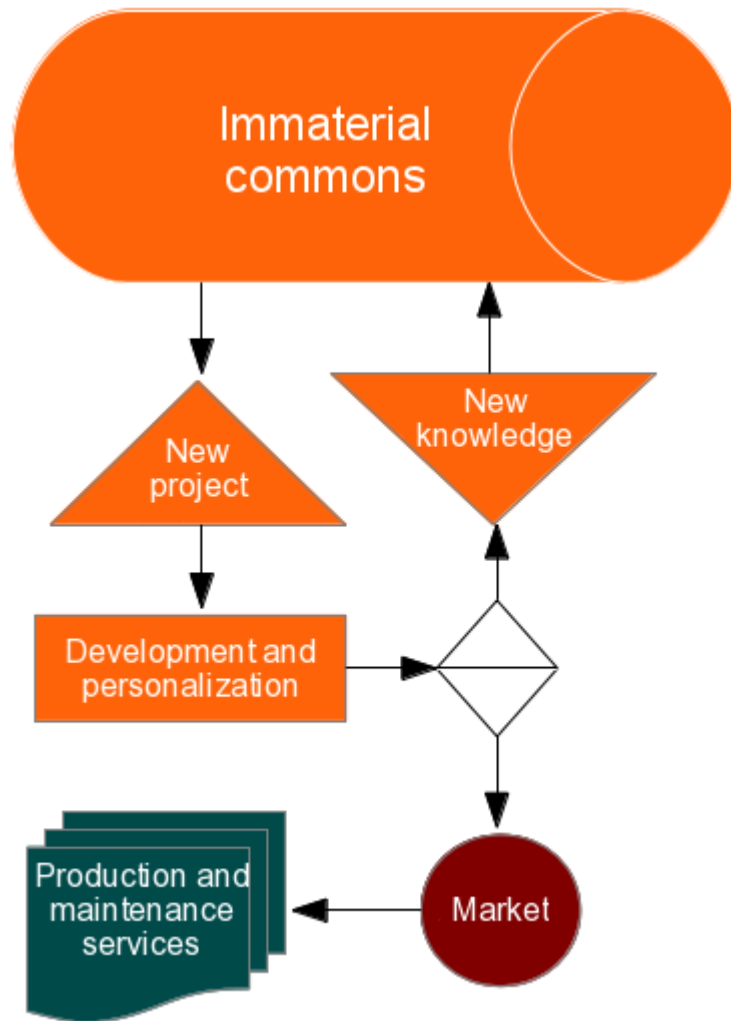 Immaterial
commons
New
project
New
knowledge
Development and
personalization
Production and
maintenance
services
Market